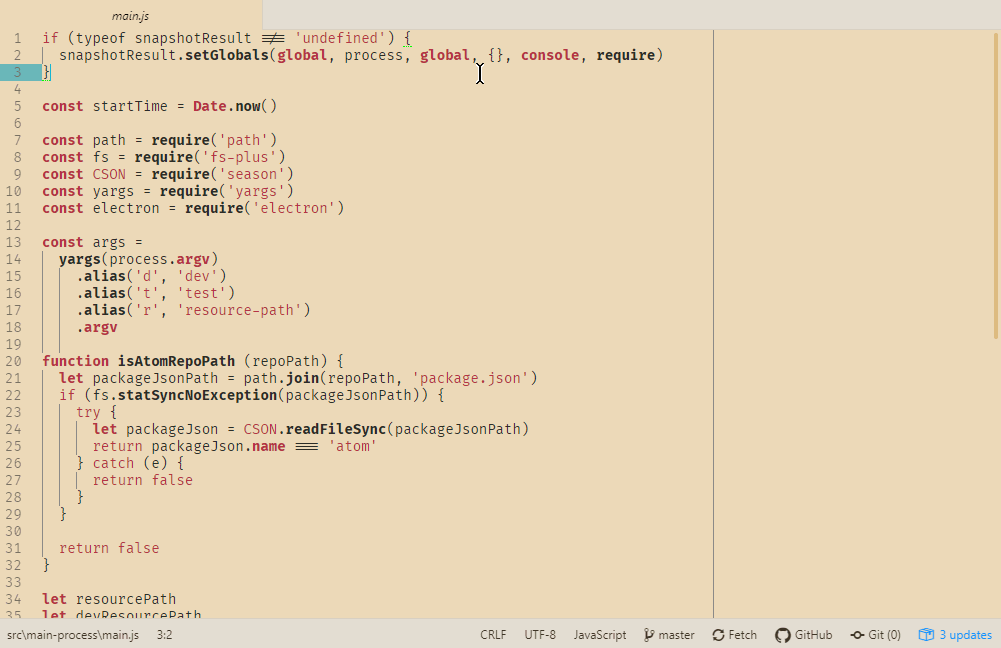 main.js
1 if (typeof snapshotResult !== 'undefined') {
2 snapshotResult.setGlobals(global, process, global, {}, console, require)
3 }
4
5 const startTime = Date.now()
6
7 const path = require('path')
8 const fs = require('fs-plus')
9 const CSON = require('season')
10 const yargs = require('yargs')
11 const electron = require('electron')
12
13 const args =
14 yargs(process.argv)
15 .alias('d', 'dev')
16 .alias('t', 'test')
17 .alias('r', 'resource-path')
18 .argv
19
20 function isAtomRepoPath (repoPath) {
21 let packageJsonPath = path.join(repoPath, 'package.json')
22 if (fs.statSyncNoException(packageJsonPath)) {
23 try {
24 let packageJson = CSON.readFileSync(packageJsonPath)
25 return packageJson.name === 'atom'
26 } catch (e) {
27 return false
28 }
29 }
30
31 return false
32 }
33
34 let resourcePath
35 let devResourcePath
src\main-process\main.js 3:2 CRLF UTF-8 JavaScript master Fetch GitHub Git (0) 3 updates